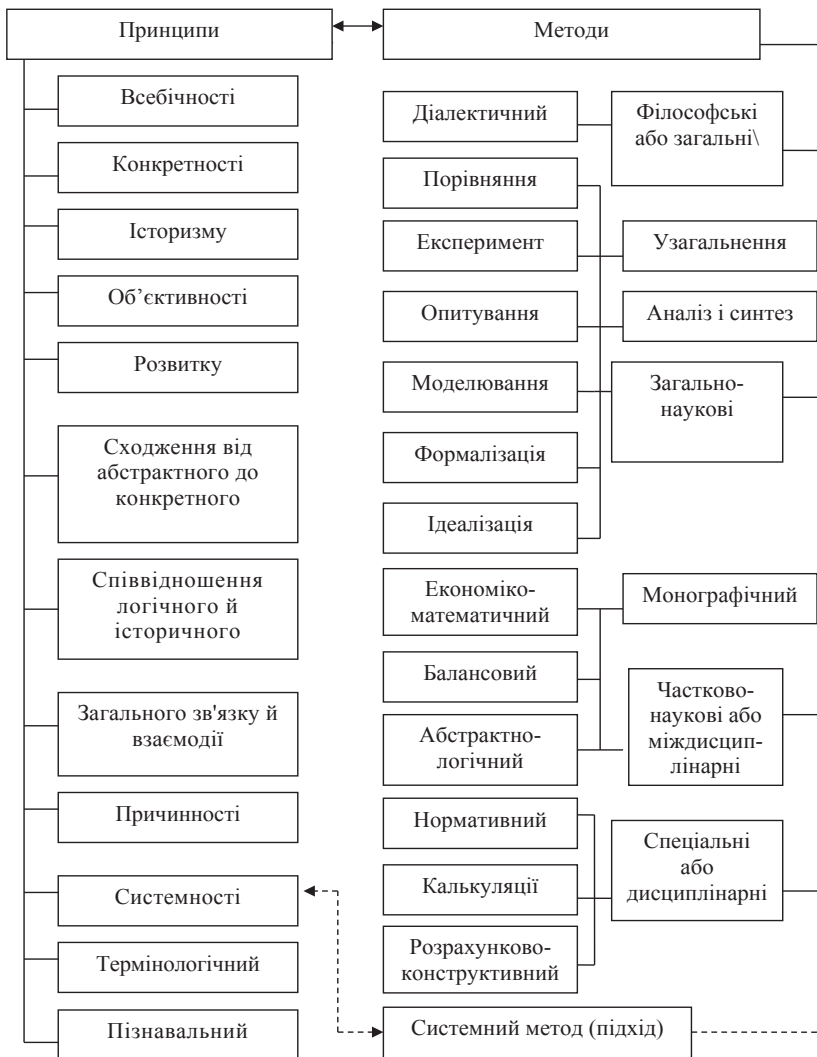 Принципи
Методи
Всебічності
Конкретності
Історизму
Об’єктивності
Розвитку
Сходження від
абстрактного до
конкретного
Співвідношення
логічного й
історичного
Загального зв'язку й
взаємодії
Причинності
Системності
Термінологічний
Пізнавальний
Діалектичний
Філософські
або загальні\
Порівняння
Експеримент
Узагальнення
Опитування
Аналіз і синтез
Моделювання
Загально-
наукові
Формалізація
Ідеалізація
Економіко-
математичний
Монографічний
Балансовий
Частково-
наукові або
міждисцип-
лінарні
Абстрактно-
логічний
Нормативний
Спеціальні
або
дисциплінарні
Калькуляції
Розрахунково-
конструктивний
Системний метод (підхід)